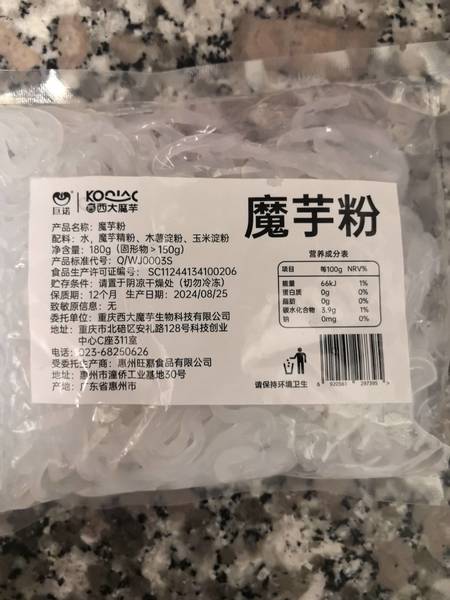 巨诺
KONJAC
西大魔芋
魔芋粉
产品名称：魔芋粉
配料：水，魔芋精粉、木薯淀粉、玉米淀粉
净含量：180g（固形物＞150g）
产品标准代号：Q/WJ0003S
食品生产许可证编号：SC11244134100206
贮存条件：请置于阴凉干燥处（切勿冷冻）
保质期：12个月 生产日期：2024/08/25
致敏原信息：无
委托单位：重庆西大魔芋生物科技有限公司
地址：重庆市北碚区安礼路128号科技创业
中心C座311室
电话：023-68250626
受委托生产商：惠州旺嘉食品有限公司
地址：惠州市潼侨工业基地30号
产地：广东省惠州市
营养成分表
项目 每100g NRV%
能量 66kJ 1%
蛋白质 0g 0%
脂肪 0g 0%
碳水化合物 3.9g 1%
钠 0mg 0%
请保持环境卫生
6 920561 297395